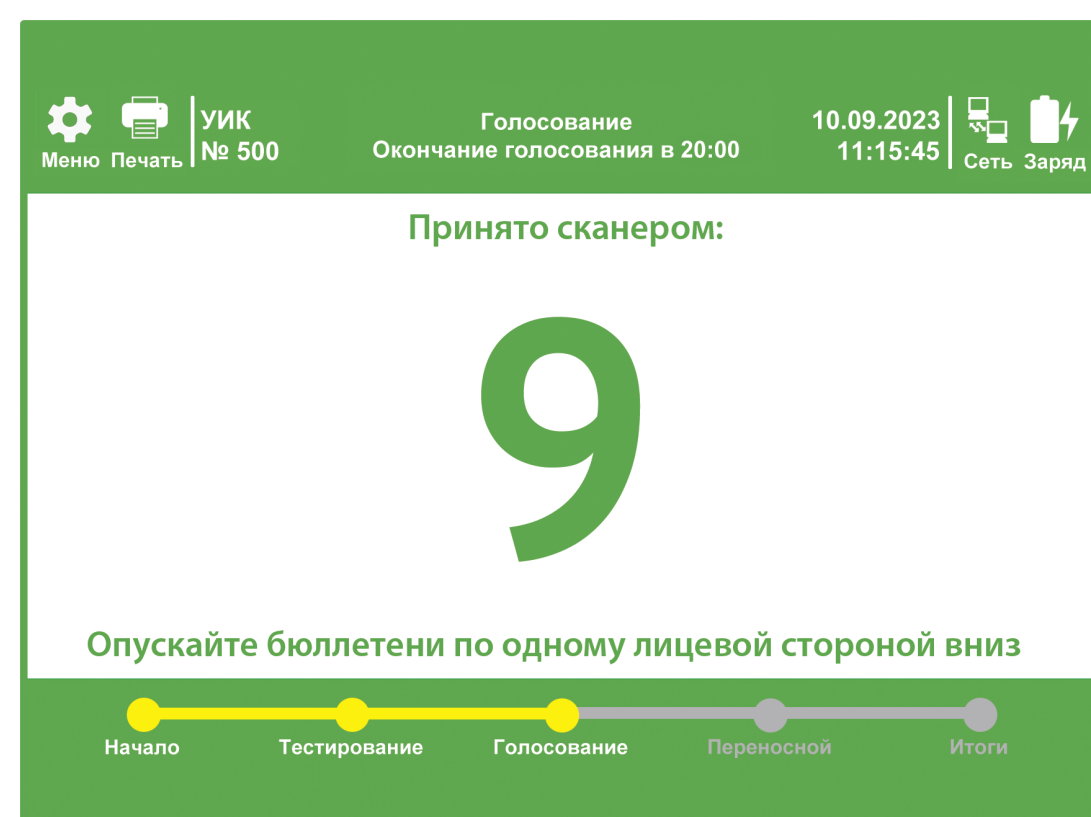 Меню Печать
УИК
№ 500
Голосование
Окончание голосования в 20:00
10.09.2023
11:15:45
Сеть Заряд
Принято сканером:
9
Опускайте бюллетени по одному лицевой стороной вниз
Начало Тестирование Голосование Переносной Итоги